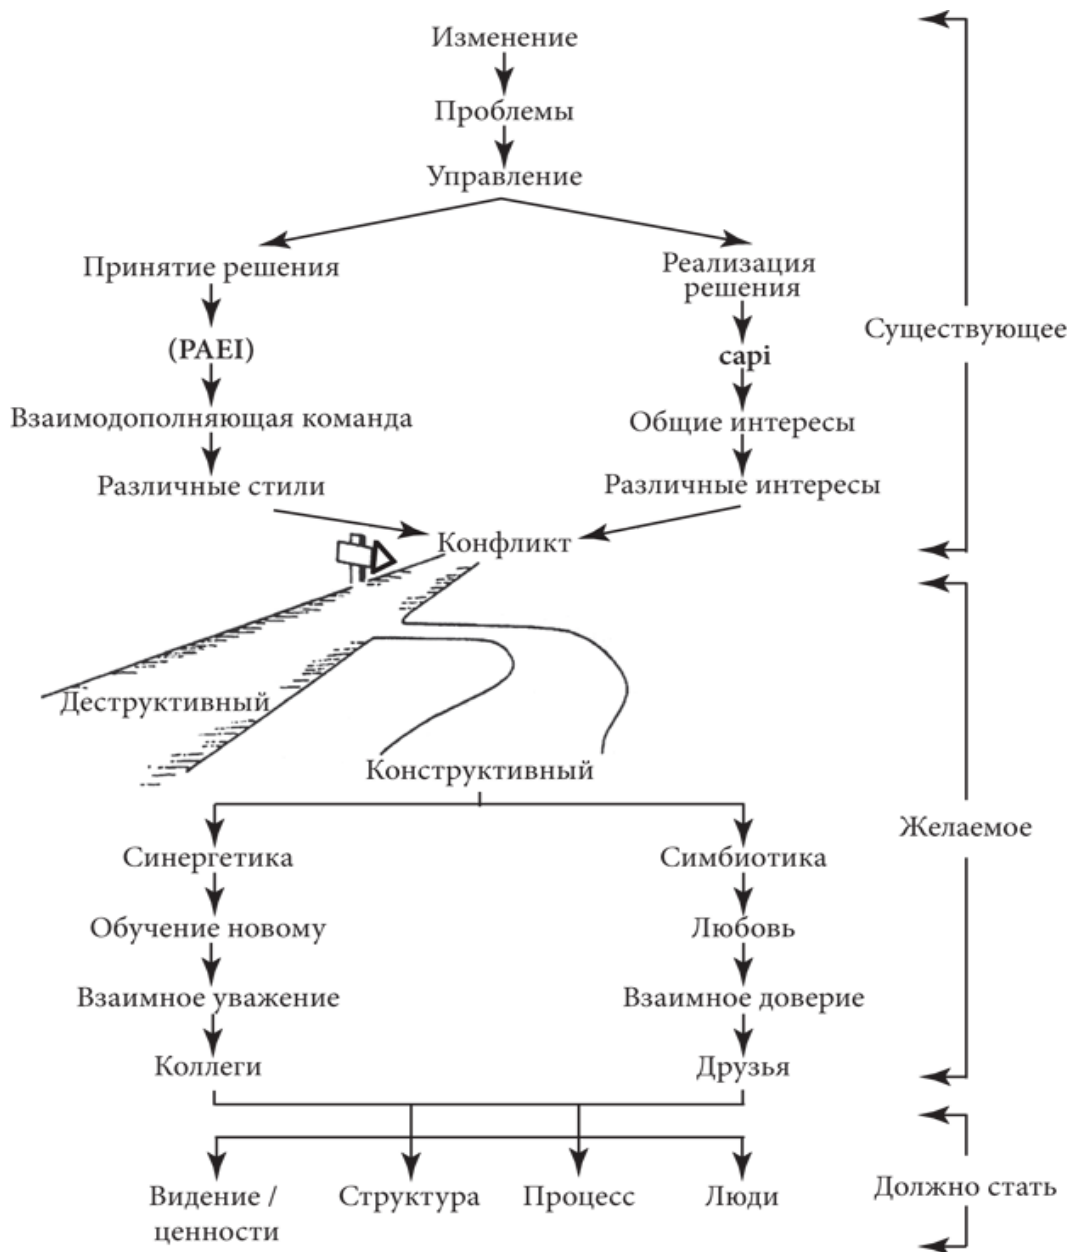 Изменение
Проблемы
Управление
Принятие решения
Реализация
решения
(PAEI)
capi
Существующее
Взаимодополняющая команда
Общие интересы
Различные стили
Различные интересы
Конфликт
Деструктивный
Конструктивный
Желаемое
Синергетика
Симбиотика
Обучение новому
Любовь
Взаимное уважение
Взаимное доверие
Коллеги
Друзья
Должно стать
Видение /
ценности
Структура
Процесс
Люди